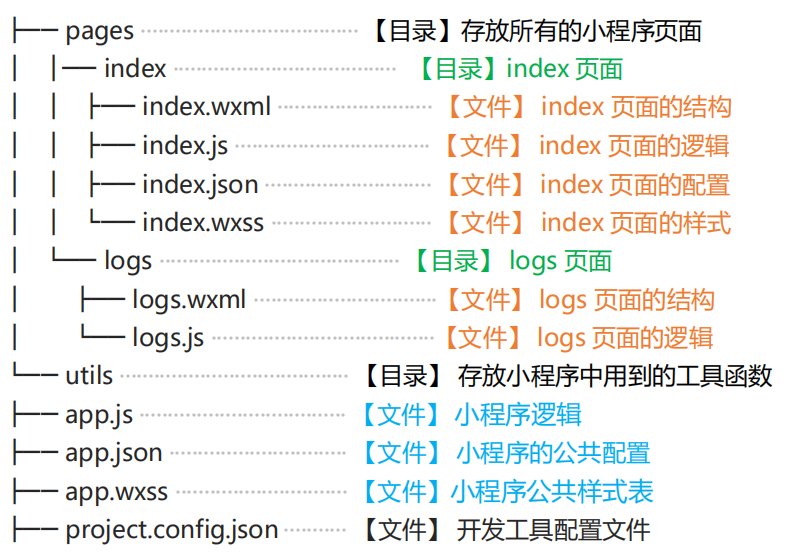 ├── pages ┈┈┈┈┈┈┈┈┈ 【目录】存放所有的小程序页面
│   ├── index ┈┈┈┈┈┈┈┈┈ 【目录】index 页面
│   │   ├── index.wxml ┈┈┈┈┈┈ 【文件】 index 页面的结构
│   │   ├── index.js ┈┈┈┈┈┈┈ 【文件】 index 页面的逻辑
│   │   ├── index.json ┈┈┈┈┈┈ 【文件】 index 页面的配置
│   │   └── index.wxss ┈┈┈┈┈┈ 【文件】 index 页面的样式
│   └── logs ┈┈┈┈┈┈┈┈┈ 【目录】 logs 页面
│       ├── logs.wxml ┈┈┈┈┈┈┈ 【文件】 logs 页面的结构
│       └── logs.js ┈┈┈┈┈┈┈┈ 【文件】 logs 页面的逻辑
└── utils ┈┈┈┈┈┈┈┈┈ 【目录】 存放小程序中用到的工具函数
├── app.js ┈┈┈┈┈┈┈┈ 【文件】 小程序逻辑
├── app.json ┈┈┈┈┈┈┈ 【文件】 小程序的公共配置
├── app.wxss ┈┈┈┈┈┈┈ 【文件】小程序公共样式表
├── project.config.json ┈┈┈ 【文件】 开发工具配置文件